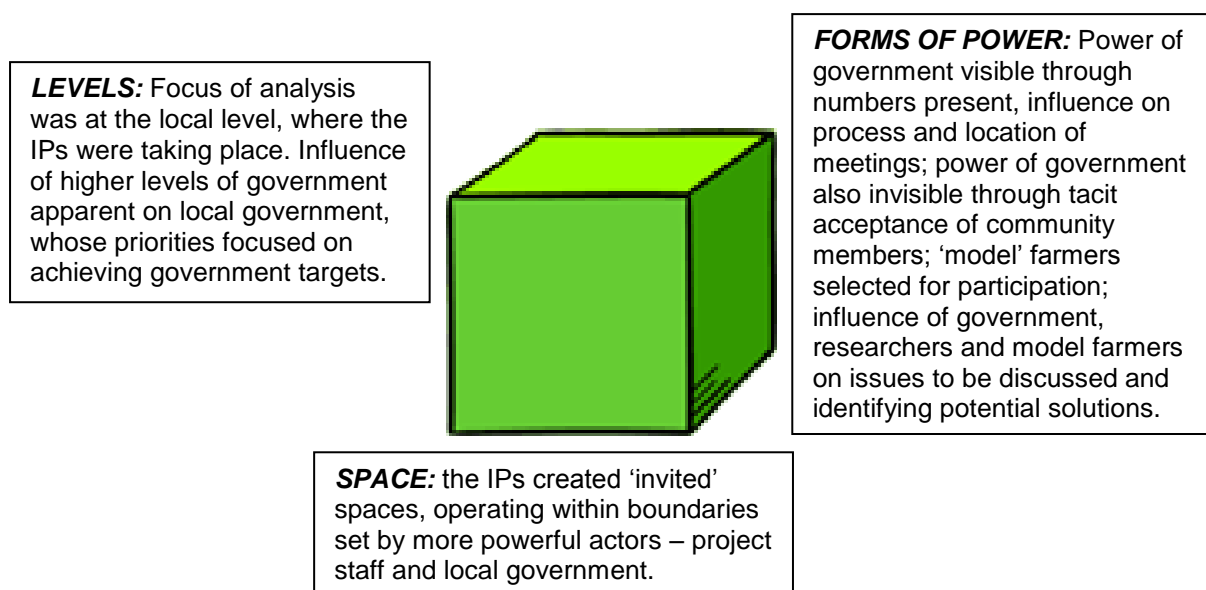 LEVELS: Focus of analysis
was at the local level, where the
IPs were taking place. Influence
of higher levels of government
apparent on local government,
whose priorities focused on
achieving government targets.
FORMS OF POWER: Power of
government visible through
numbers present, influence on
process and location of
meetings; power of government
also invisible through tacit
acceptance of community
members; ‘model’ farmers
selected for participation;
influence of government,
researchers and model farmers
on issues to be discussed and
identifying potential solutions.
SPACE: the IPs created ‘invited’
spaces, operating within boundaries
set by more powerful actors – project
staff and local government.